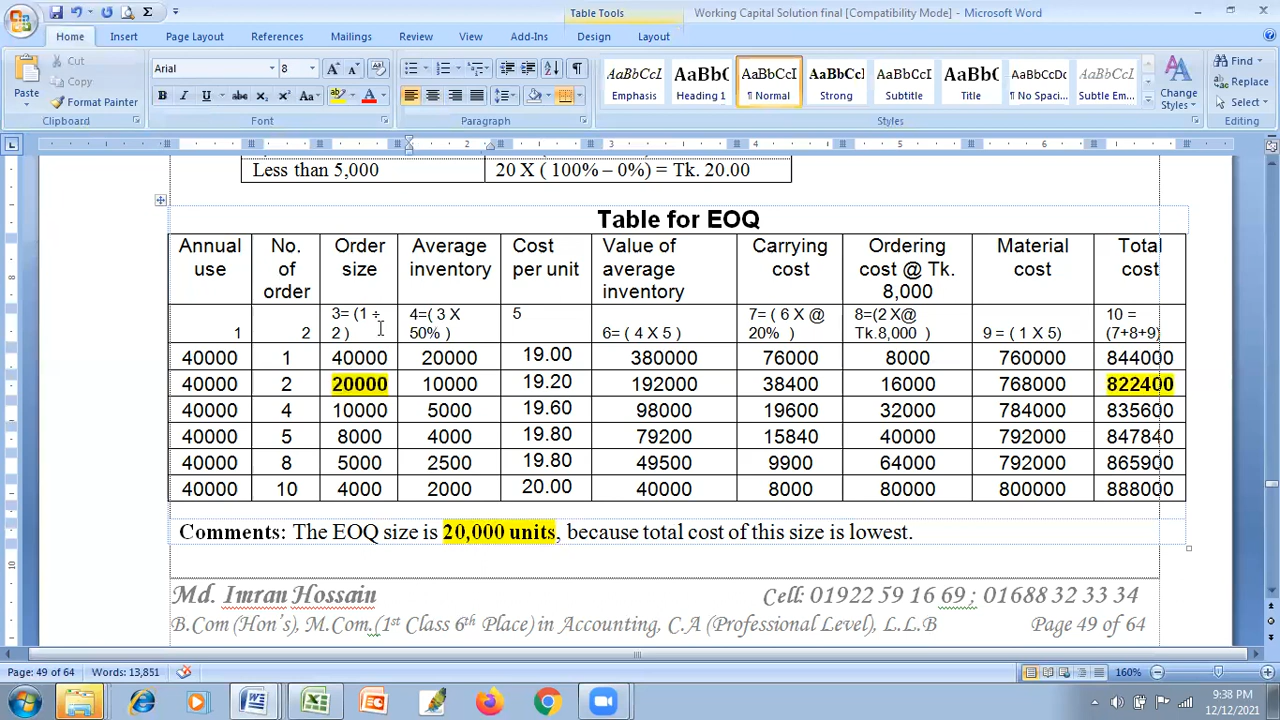 Table Tools
Working Capital Solution final [Compatibility Mode] - Microsoft Word
Home Insert Page Layout References Mailings Review View Add-Ins Design Layout
Paste
Cut
Copy
Format Painter
Clipboard
Arial 8
Font
Paragraph
AaBbCcI Emphasis
AaBbCc Heading 1
AaBbCcI ¶ Normal
AaBbCc Strong
AaBbCcI Subtitle
AaBbCcI Title
AaBbCcI ¶ No Spaci...
AaBbCcI Subtle Em...
Change Styles
Styles
Find
Replace
Select
Editing
Less than 5,000 20 X ( 100% – 0%) = Tk. 20.00
Table for EOQ
Annual use No. of order Order size Average inventory Cost per unit Value of average inventory Carrying cost Ordering cost @ Tk. 8,000 Material cost Total cost
1 2 3= (1 ÷ 2 ) 4=( 3 X 50% ) 5 6= ( 4 X 5 ) 7= ( 6 X @ 20% ) 8=(2 X@ Tk.8,000 ) 9 = ( 1 X 5) 10 = (7+8+9)
40000 1 40000 20000 19.00 380000 76000 8000 760000 844000
40000 2 20000 10000 19.20 192000 38400 16000 768000 822400
40000 4 10000 5000 19.60 98000 19600 32000 784000 835600
40000 5 8000 4000 19.80 79200 15840 40000 792000 847840
40000 8 5000 2500 19.80 49500 9900 64000 792000 865900
40000 10 4000 2000 20.00 40000 8000 80000 800000 888000
Comments: The EOQ size is 20,000 units, because total cost of this size is lowest.
Md. Imran Hossain Cell: 01922 59 16 69 ; 01688 32 33 34
B.Com (Hon's), M.Com.(1st Class 6th Place) in Accounting, C.A (Professional Level), L.L.B Page 49 of 64
Page: 49 of 64 Words: 13,851 160%
9:38 PM
12/12/2021